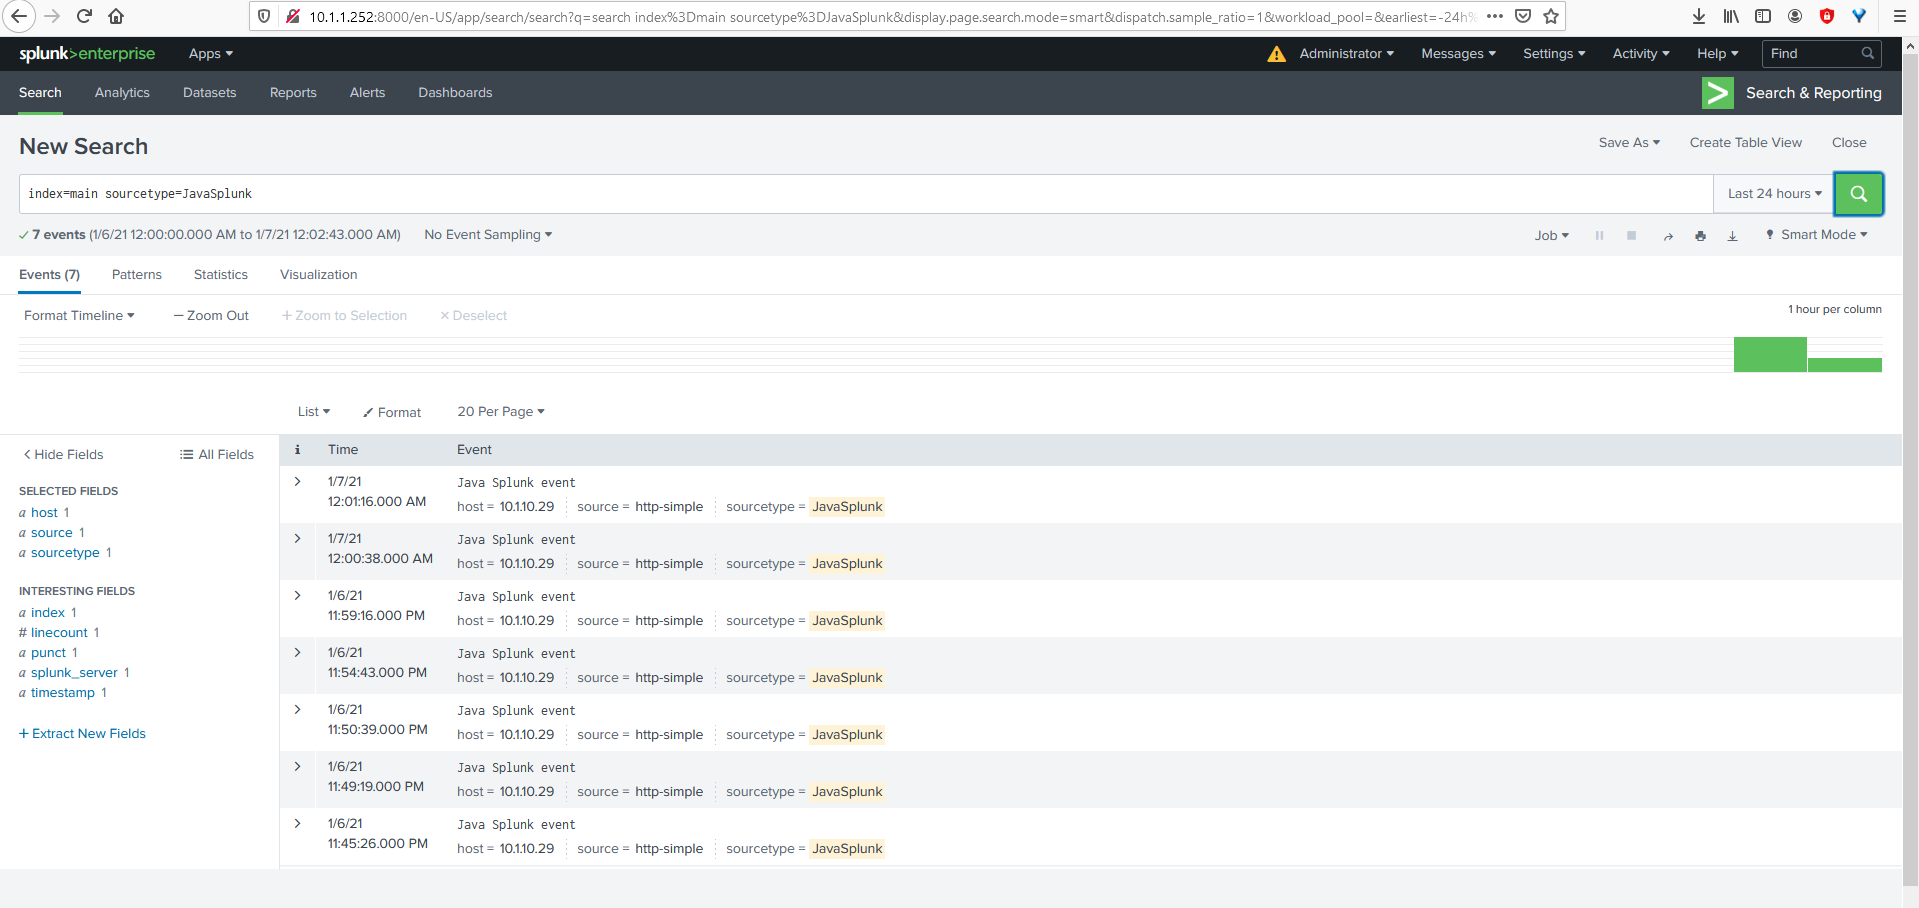 10.1.1.252:8000/en-US/app/search/search?q=search index%3Dmain sourcetype%3DJavaSplunk&display.page.search.mode=smart&dispatch.sample_ratio=1&workload_pool=&earliest=-24h%
splunk>enterprise Apps Administrator Messages Settings Activity Help Find
Search Analytics Datasets Reports Alerts Dashboards Search & Reporting
New Search Save As Create Table View Close
index=main sourcetype=JavaSplunk Last 24 hours
7 events (1/6/21 12:00:00.000 AM to 1/7/21 12:02:43.000 AM) No Event Sampling Job Smart Mode
Events (7) Patterns Statistics Visualization
Format Timeline — Zoom Out + Zoom to Selection × Deselect 1 hour per column
List Format 20 Per Page
< Hide Fields All Fields
SELECTED FIELDS
a host 1
a source 1
a sourcetype 1
INTERESTING FIELDS
a index 1
# linecount 1
a punct 1
a splunk_server 1
a timestamp 1
+ Extract New Fields
i Time Event
> 1/7/21 Java Splunk event
12:01:16.000 AM host = 10.1.10.29 source = http-simple sourcetype = JavaSplunk
> 1/7/21 Java Splunk event
12:00:38.000 AM host = 10.1.10.29 source = http-simple sourcetype = JavaSplunk
> 1/6/21 Java Splunk event
11:59:16.000 PM host = 10.1.10.29 source = http-simple sourcetype = JavaSplunk
> 1/6/21 Java Splunk event
11:54:43.000 PM host = 10.1.10.29 source = http-simple sourcetype = JavaSplunk
> 1/6/21 Java Splunk event
11:50:39.000 PM host = 10.1.10.29 source = http-simple sourcetype = JavaSplunk
> 1/6/21 Java Splunk event
11:49:19.000 PM host = 10.1.10.29 source = http-simple sourcetype = JavaSplunk
> 1/6/21 Java Splunk event
11:45:26.000 PM host = 10.1.10.29 source = http-simple sourcetype = JavaSplunk